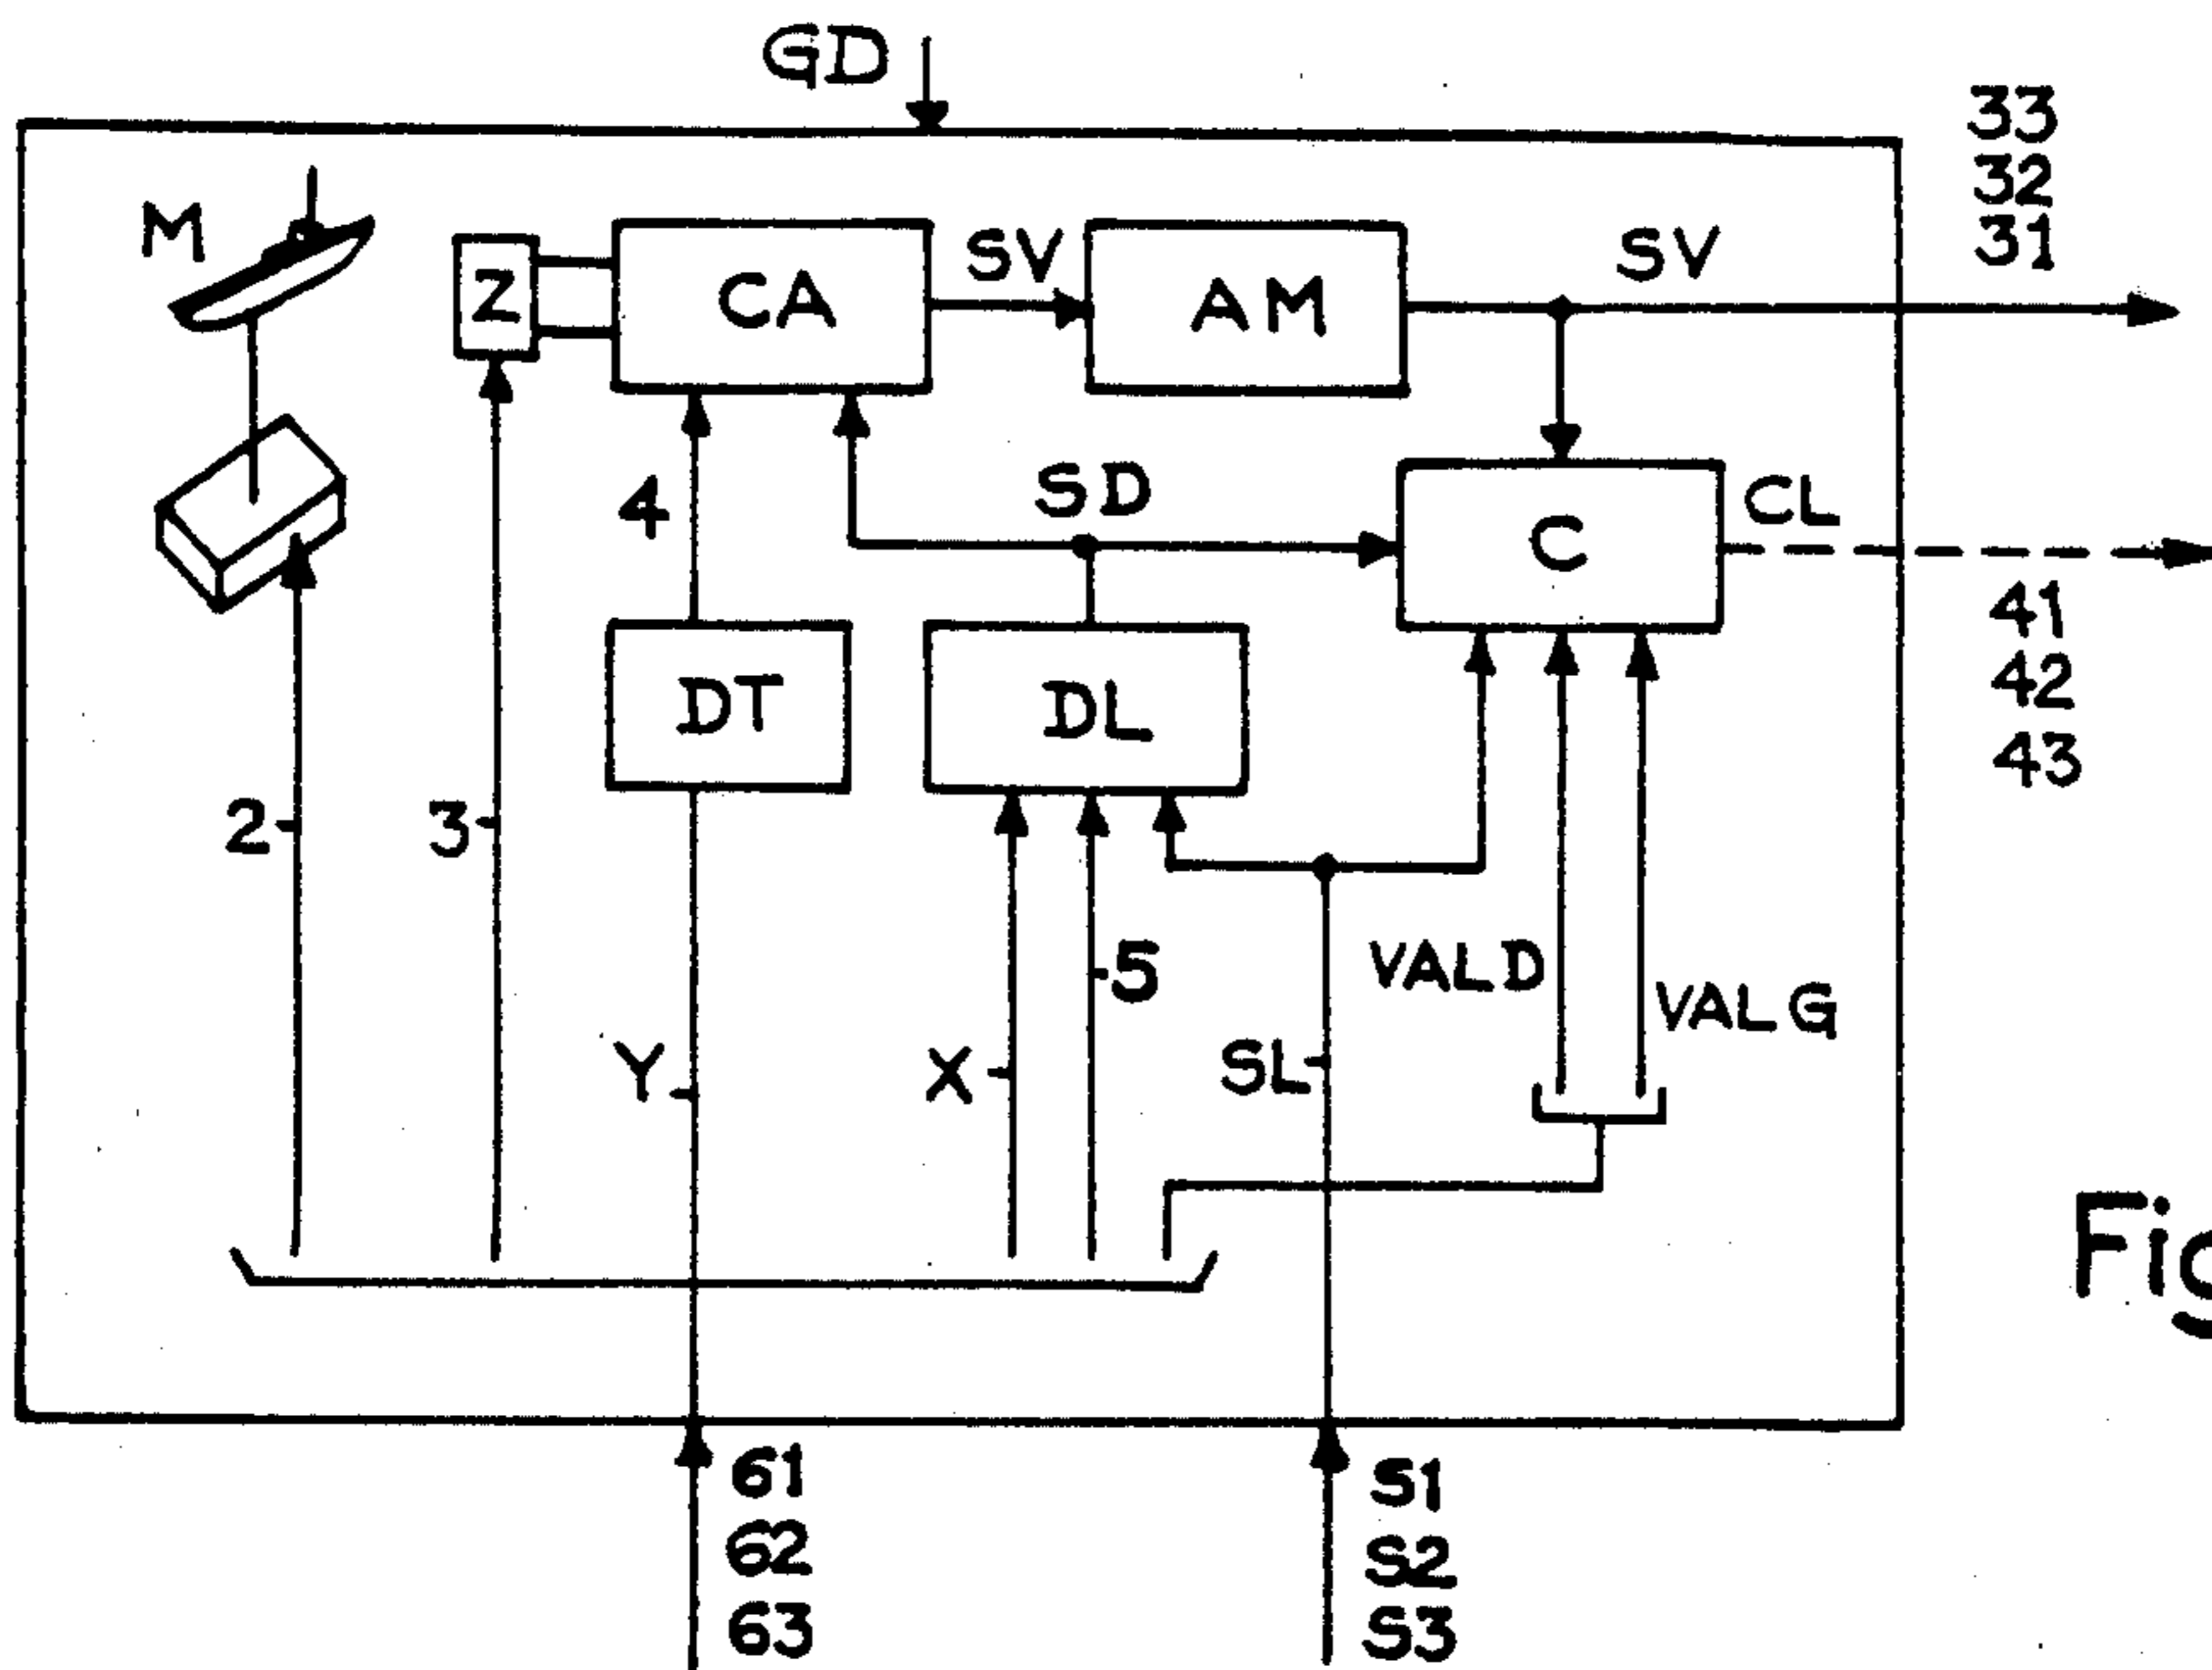 GD
33
32
31
M
Z
CA
SV
AM
SV
4
SD
C
CL
41
42
43
DT
DL
2
3
5
VALD
VALG
Y
X
SL
Fig
61
62
63
S1
S2
S3